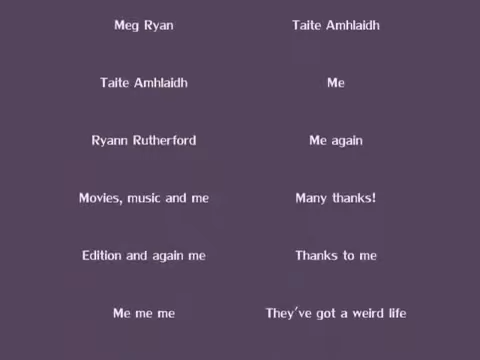 Meg Ryan
Taite Amhlaidh
Taite Amhlaidh
Me
Ryann Rutherford
Me again
Movies, music and me
Many thanks!
Edition and again me
Thanks to me
Me me me
They've got a weird life